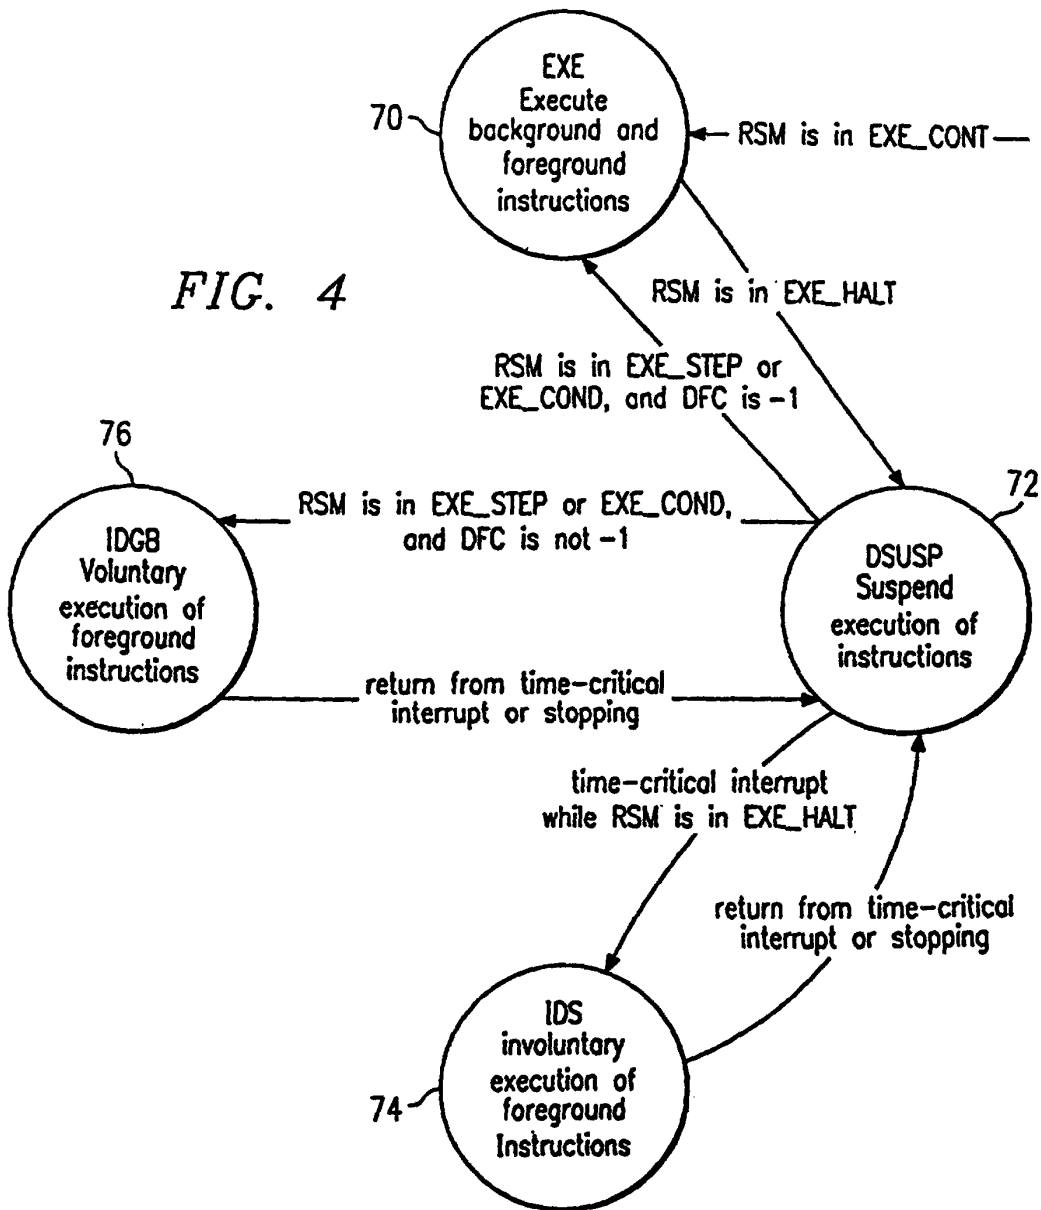 EXE
Execute
background and
foreground
instructions
70
RSM is in EXE_CONT
FIG. 4
RSM is in EXE_HALT
RSM is in EXE_STEP or
EXE_COND, and DFC is -1
76
72
RSM is in EXE_STEP or EXE_COND,
and DFC is not -1
IDGB
Voluntary
execution of
foreground
instructions
DSUSP
Suspend
execution of
instructions
return from time-critical
interrupt or stopping
time-critical interrupt
while RSM is in EXE_HALT
return from time-critical
interrupt or stopping
IDS
involuntary
execution of
foreground
Instructions
74